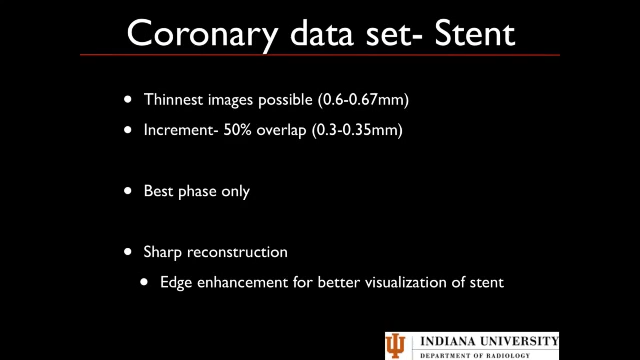 Coronary data set- Stent
• Thinnest images possible (0.6-0.67mm)
• Increment- 50% overlap (0.3-0.35mm)
• Best phase only
• Sharp reconstruction
• Edge enhancement for better visualization of stent
INDIANA UNIVERSITY
DEPARTMENT OF RADIOLOGY